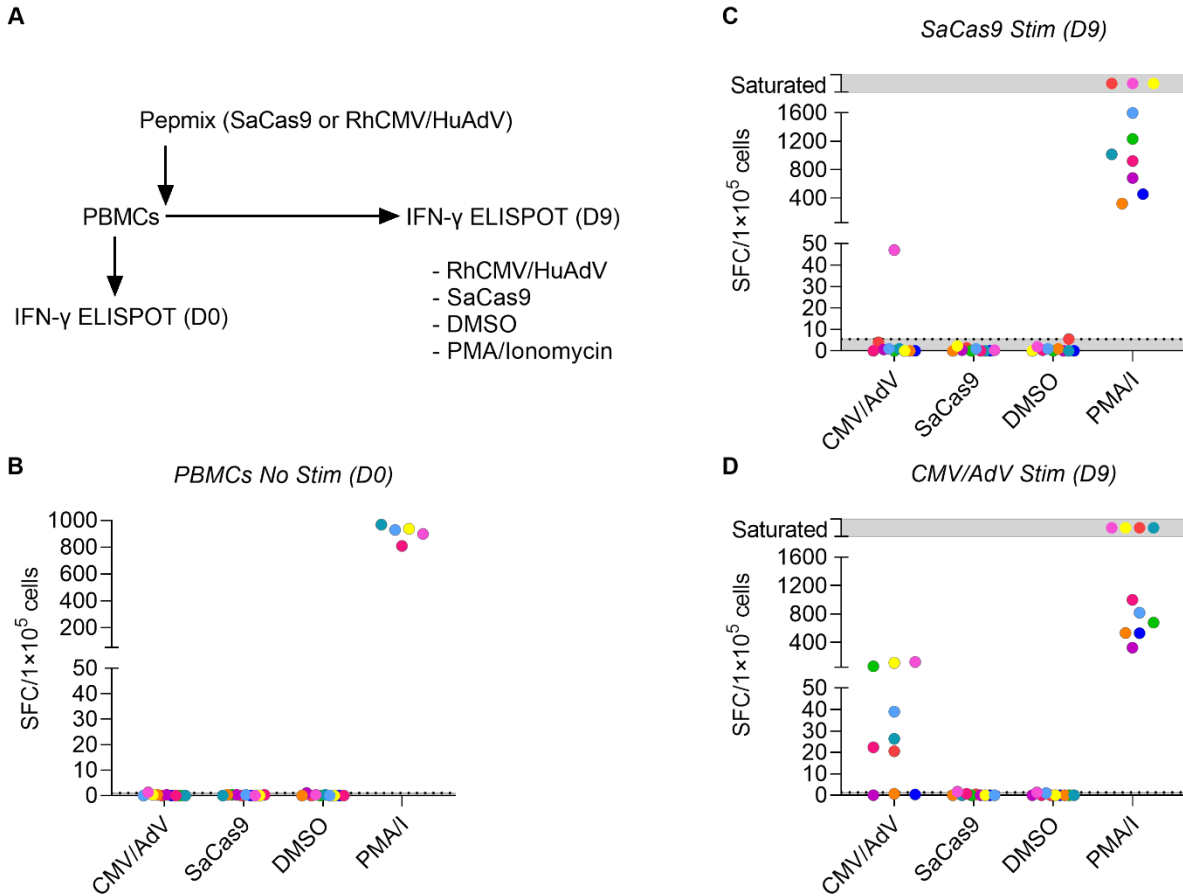 A
Pepmix (SaCas9 or RhCMV/HuAdV)
PBMCs
IFN-γ ELISPOT (D9)
IFN-γ ELISPOT (D0)
- RhCMV/HuAdV
- SaCas9
- DMSO
- PMA/Ionomycin
B
PBMCs No Stim (D0)
SFC/1×10⁵ cells
1000
800
600
400
200
50
40
30
20
10
0
CMV//AdV
SaCas9
DMSO
PMA/I
C
SaCas9 Stim (D9)
SFC/1×10⁵ cells
Saturated
1600
1200
800
400
50
40
30
20
10
0
CMV//AdV
SaCas9
DMSO
PMA/I
D
CMV/AdV Stim (D9)
SFC/1×10⁵ cells
Saturated
1600
1200
800
400
50
40
30
20
10
0
CMV//AdV
SaCas9
DMSO
PMA/I